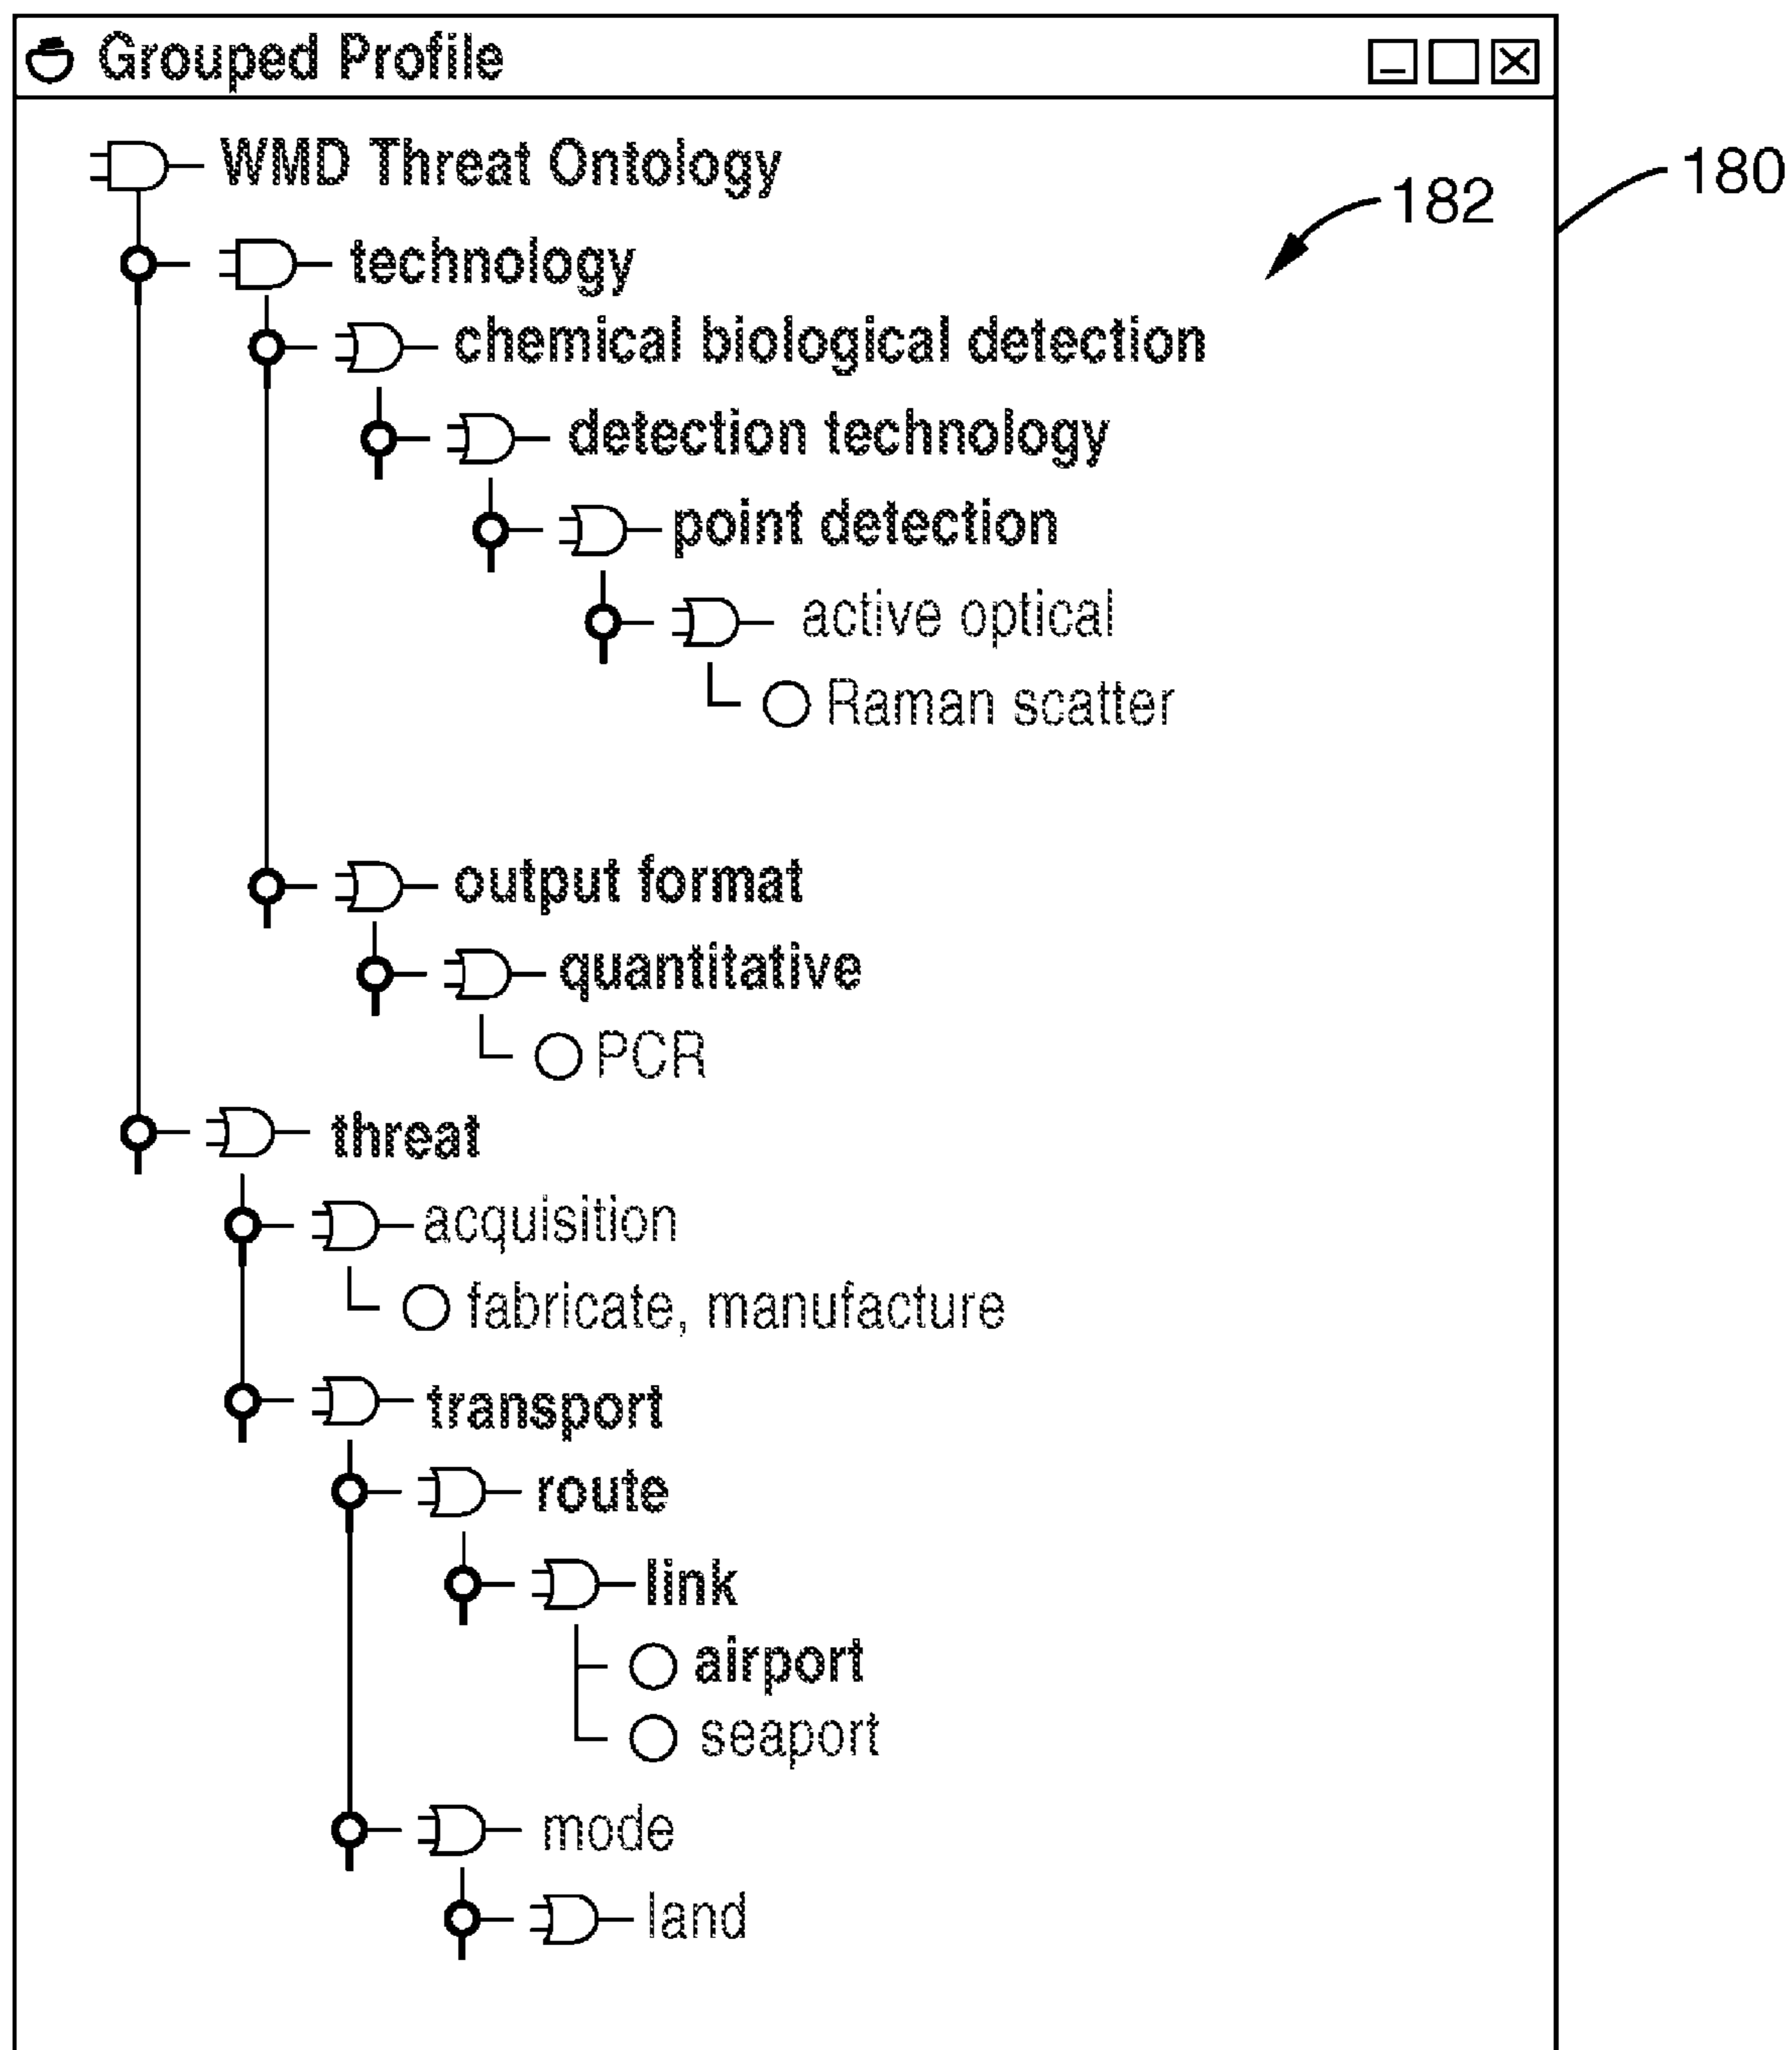 Grouped Profile
WMD Threat Ontology
180
182
technology
chemical biological detection
detection technology
point detection
active optical
Raman scatter
output format
quantitative
PCR
threat
acquisition
fabricate, manufacture
transport
route
link
airport
seaport
mode
land